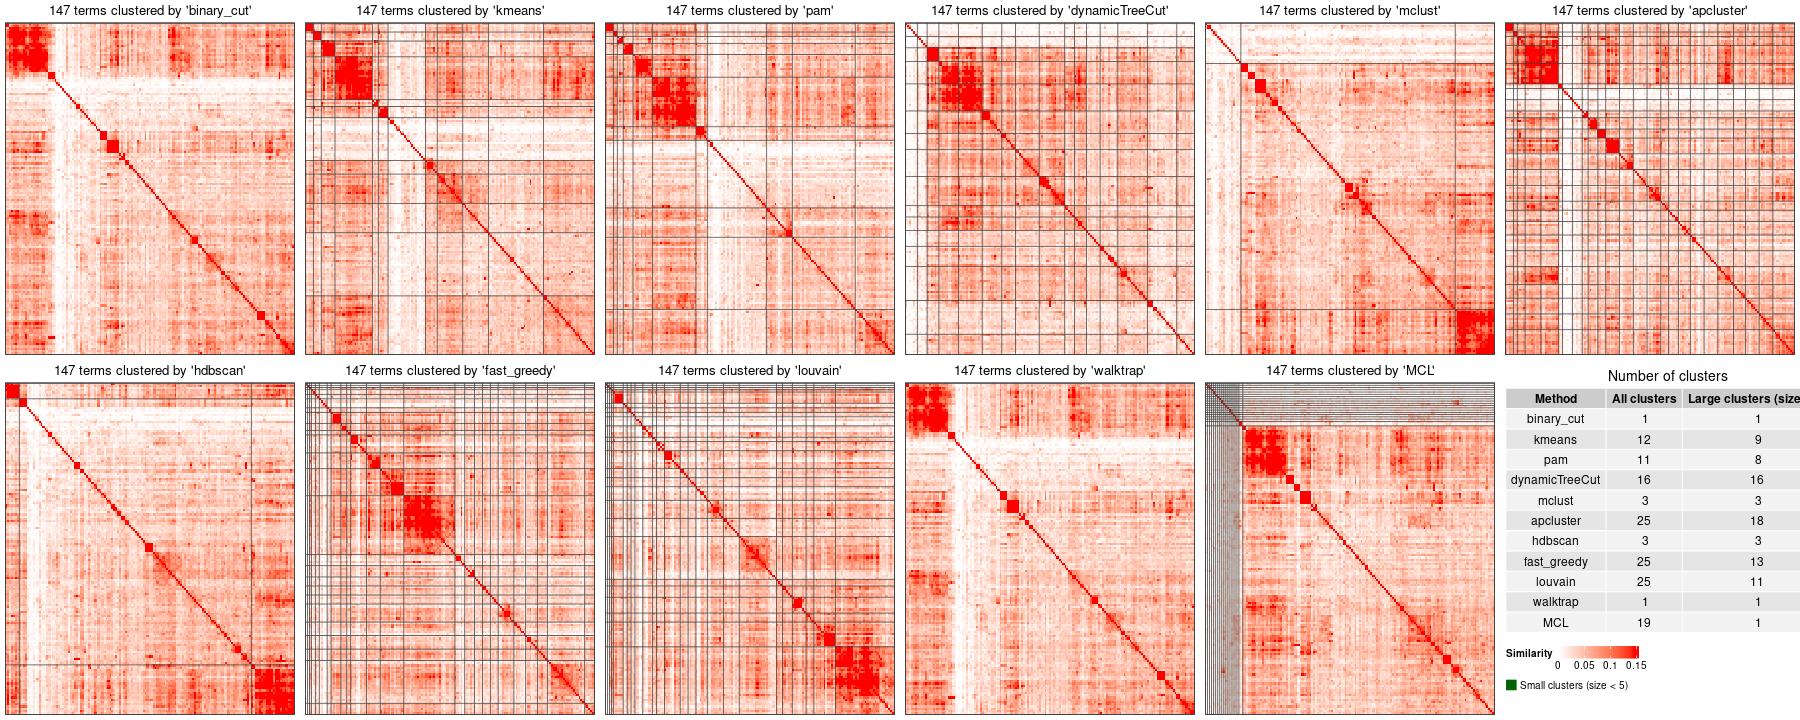 147 terms clustered by 'binary_cut'
147 terms clustered by 'kmeans'
147 terms clustered by 'pam'
147 terms clustered by 'dynamicTreeCut'
147 terms clustered by 'mclust'
147 terms clustered by 'apcluster'
147 terms clustered by 'hdbscan'
147 terms clustered by 'fast_greedy'
147 terms clustered by 'louvain'
147 terms clustered by 'walktrap'
147 terms clustered by 'MCL'
Number of clusters
Method All clusters Large clusters (size
binary_cut 1 1
kmeans 12 9
pam 11 8
dynamicTreeCut 16 16
mclust 3 3
apcluster 25 18
hdbscan 3 3
fast_greedy 25 13
louvain 25 11
walktrap 1 1
MCL 19 1
Similarity
0 0.05 0.1 0.15
Small clusters (size < 5)